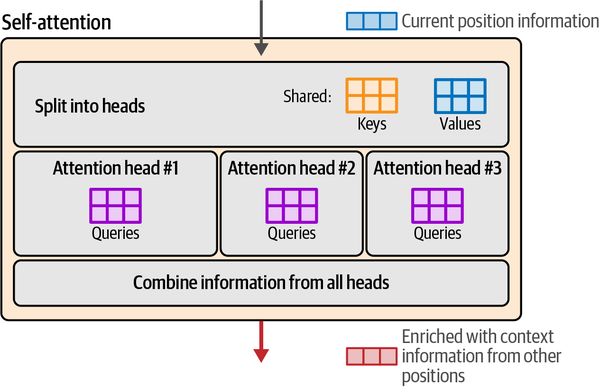 Self-attention
Current position information
Split into heads
Shared:
Keys
Values
Attention head #1
Attention head #2
Attention head #3
Queries
Queries
Queries
Combine information from all heads
Enriched with context
information from other
positions